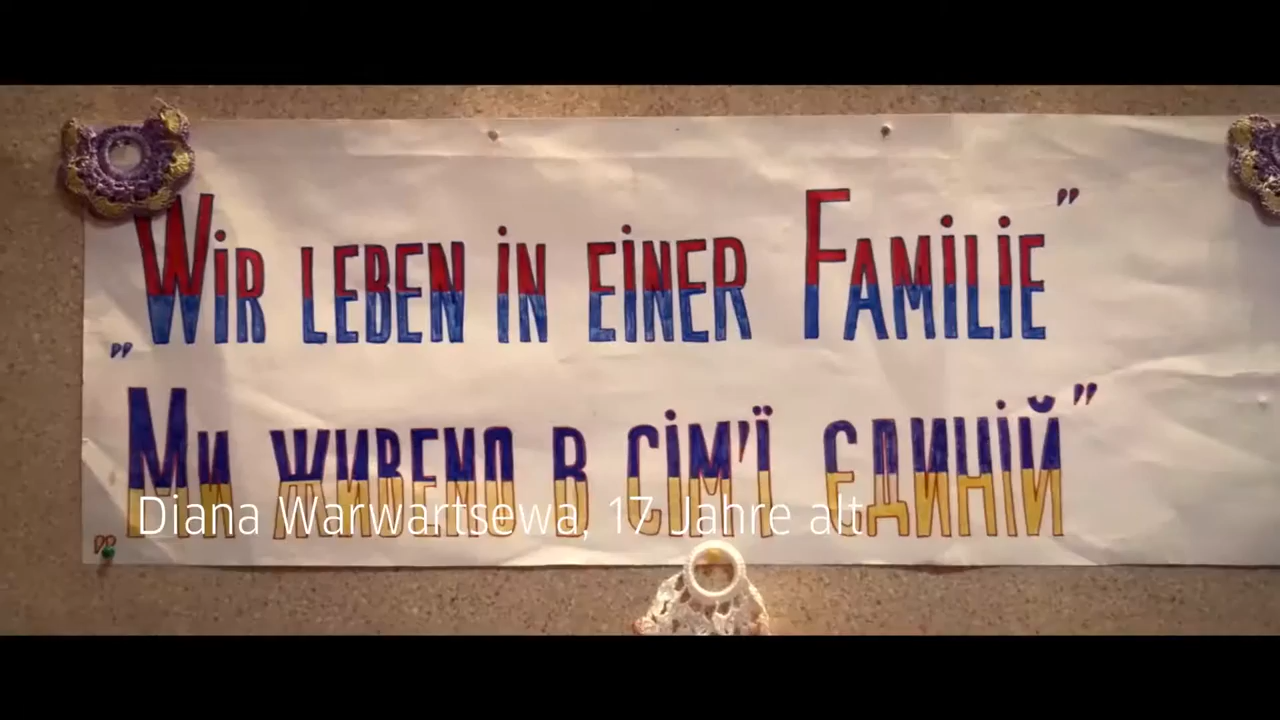 „Wir leben in einer Familie”
„Ми живемо в сім'ї єдиній”
Diana Warwartsewa, 17 Jahre alt